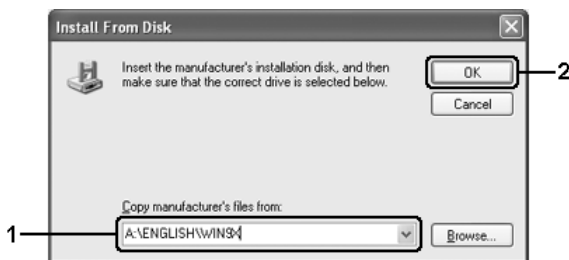 Install From Disk
Insert the manufacturer's installation disk, and then
make sure that the correct drive is selected below.
OK
2
Cancel
Copy manufacturer's files from:
1
A:\ENGLISH\WIN9X
Browse...